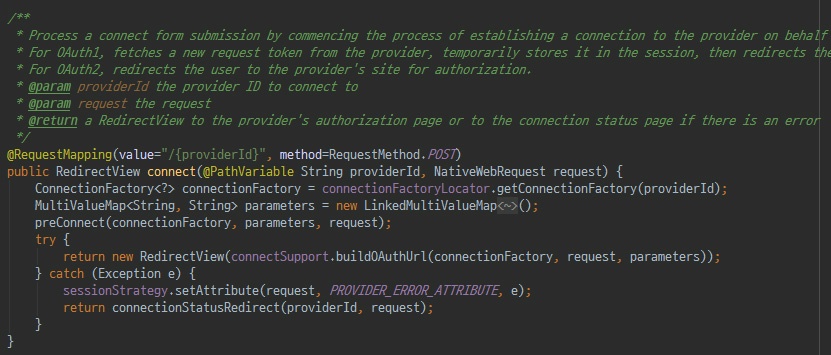 /**
* Process a connect form submission by commencing the process of establishing a connection to the provider on behalf
* For OAuth1, fetches a new request token from the provider, temporarily stores it in the session, then redirects the
* For OAuth2, redirects the user to the provider's site for authorization.
* @param providerId the provider ID to connect to
* @param request the request
* @return a RedirectView to the provider's authorization page or to the connection status page if there is an error
*/
@RequestMapping(value="/{providerId}", method=RequestMethod.POST)
public RedirectView connect(@PathVariable String providerId, NativeWebRequest request) {
ConnectionFactory<?> connectionFactory = connectionFactoryLocator.getConnectionFactory(providerId);
MultiValueMap<String, String> parameters = new LinkedMultiValueMap<~>();
preConnect(connectionFactory, parameters, request);
try {
return new RedirectView(connectSupport.buildOAuthUrl(connectionFactory, request, parameters));
} catch (Exception e) {
sessionStrategy.setAttribute(request, PROVIDER_ERROR_ATTRIBUTE, e);
return connectionStatusRedirect(providerId, request);
}
}